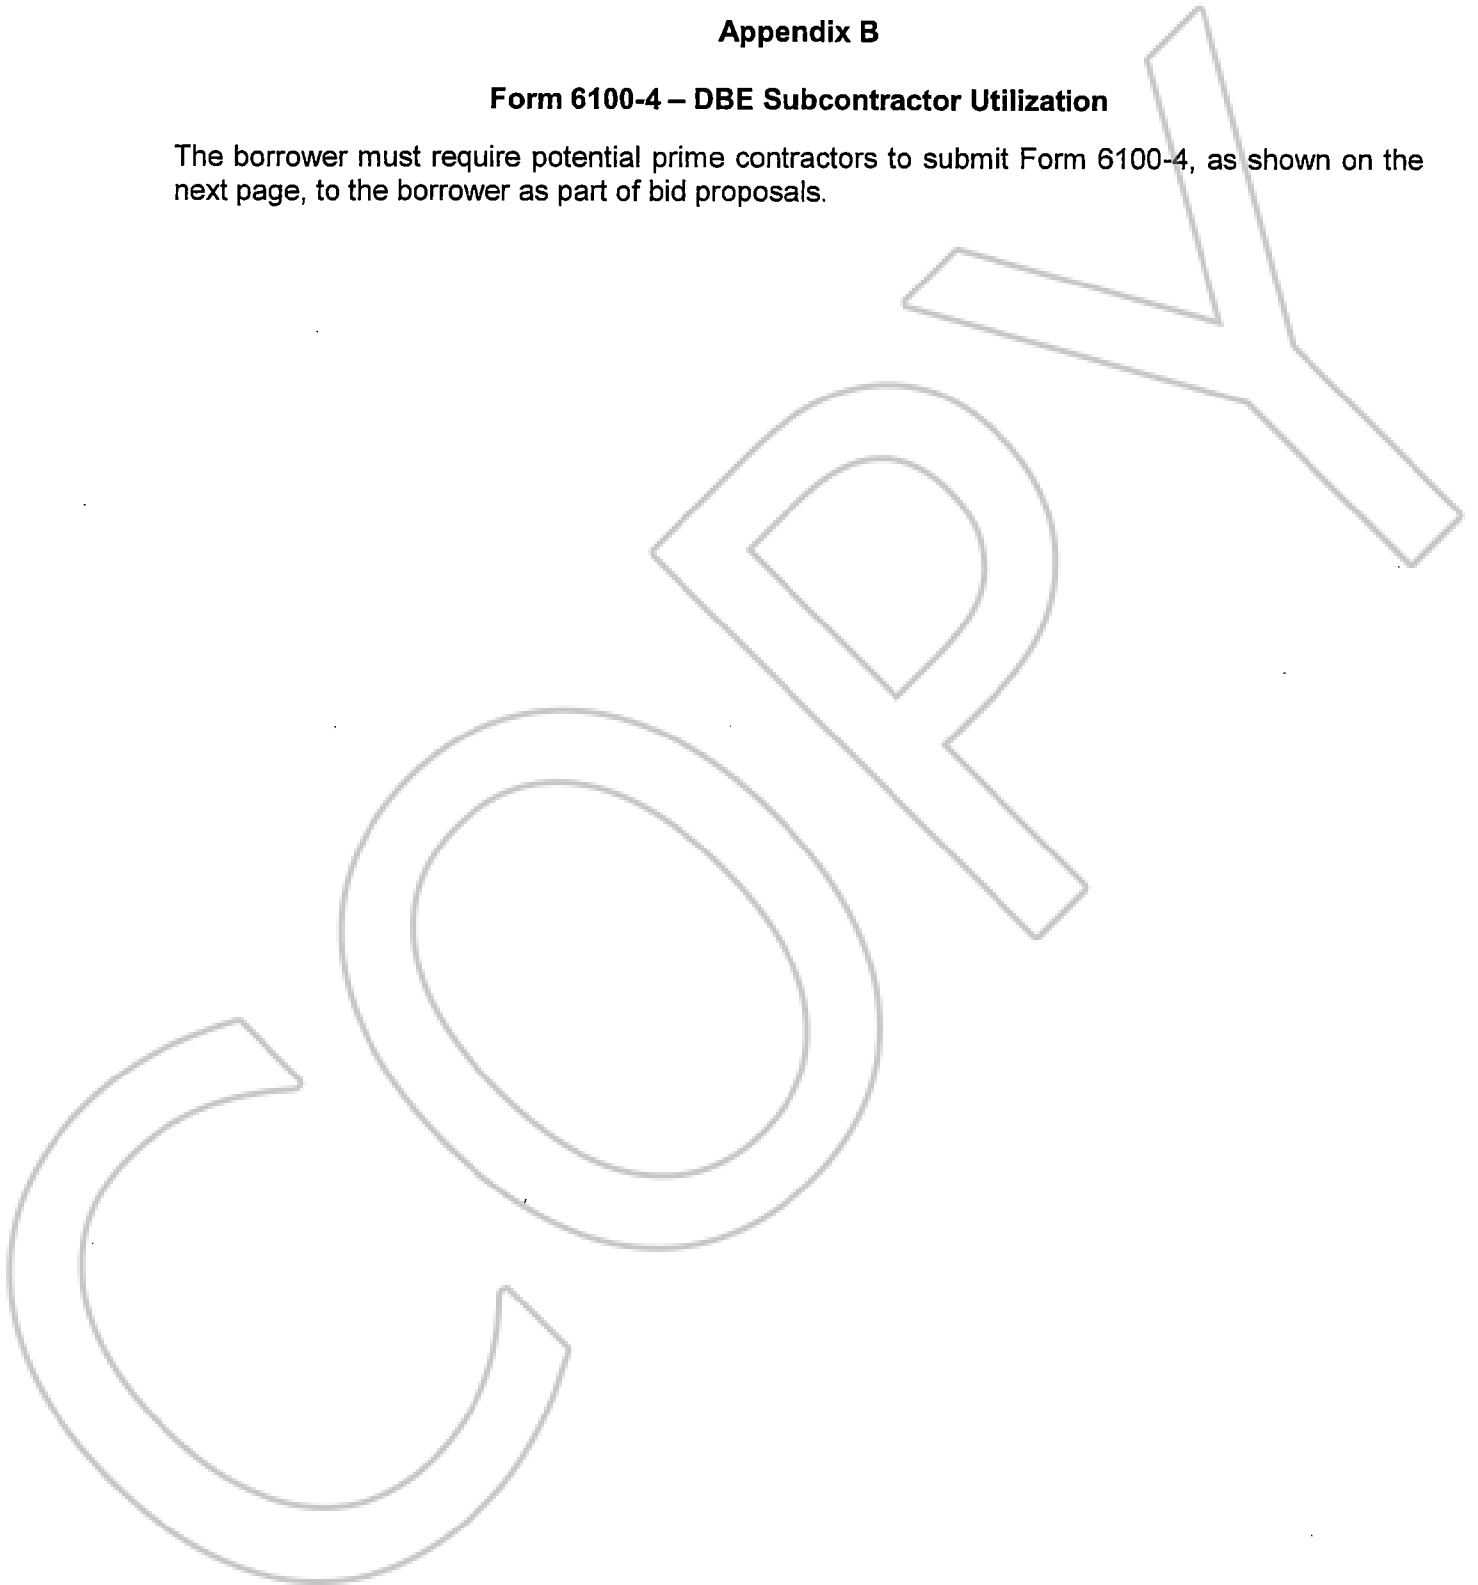 Appendix B
Form 6100-4 – DBE Subcontractor Utilization
The borrower must require potential prime contractors to submit Form 6100-4, as shown on the
next page, to the borrower as part of bid proposals.
COPY